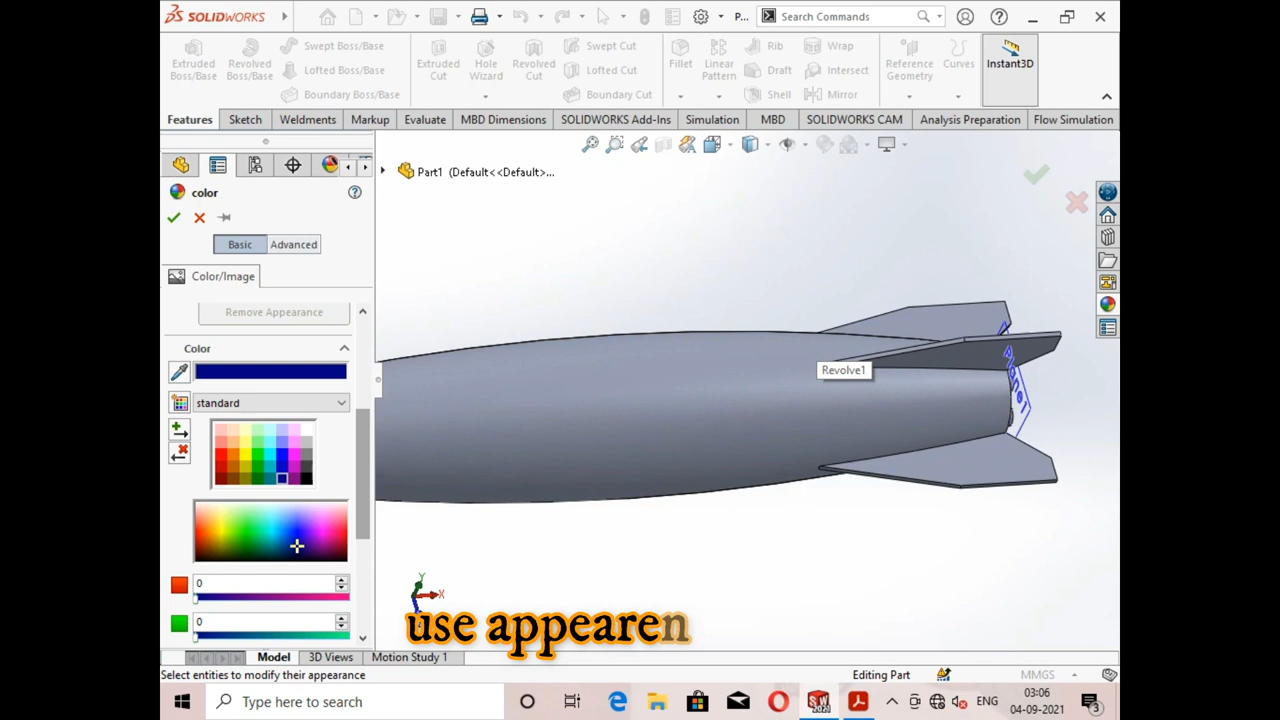 SOLIDWORKS
P...
Search Commands
Extruded Boss/Base
Revolved Boss/Base
Swept Boss/Base
Lofted Boss/Base
Boundary Boss/Base
Extruded Cut
Hole Wizard
Revolved Cut
Swept Cut
Lofted Cut
Boundary Cut
Fillet
Linear Pattern
Rib
Draft
Shell
Wrap
Intersect
Mirror
Reference Geometry
Curves
Instant3D
Features Sketch Weldments Markup Evaluate MBD Dimensions SOLIDWORKS Add-Ins Simulation MBD SOLIDWORKS CAM Analysis Preparation Flow Simulation
Part1 (Default<<Default>...
color
Basic Advanced
Color/Image
Remove Appearance
Color
standard
0
0
Revolve1
Plane1
Y
X
use appearen
Model 3D Views Motion Study 1
Select entities to modify their appearance
Editing Part
MMGS
Type here to search
SW
2020
ENG
03:06
04-09-2021
3